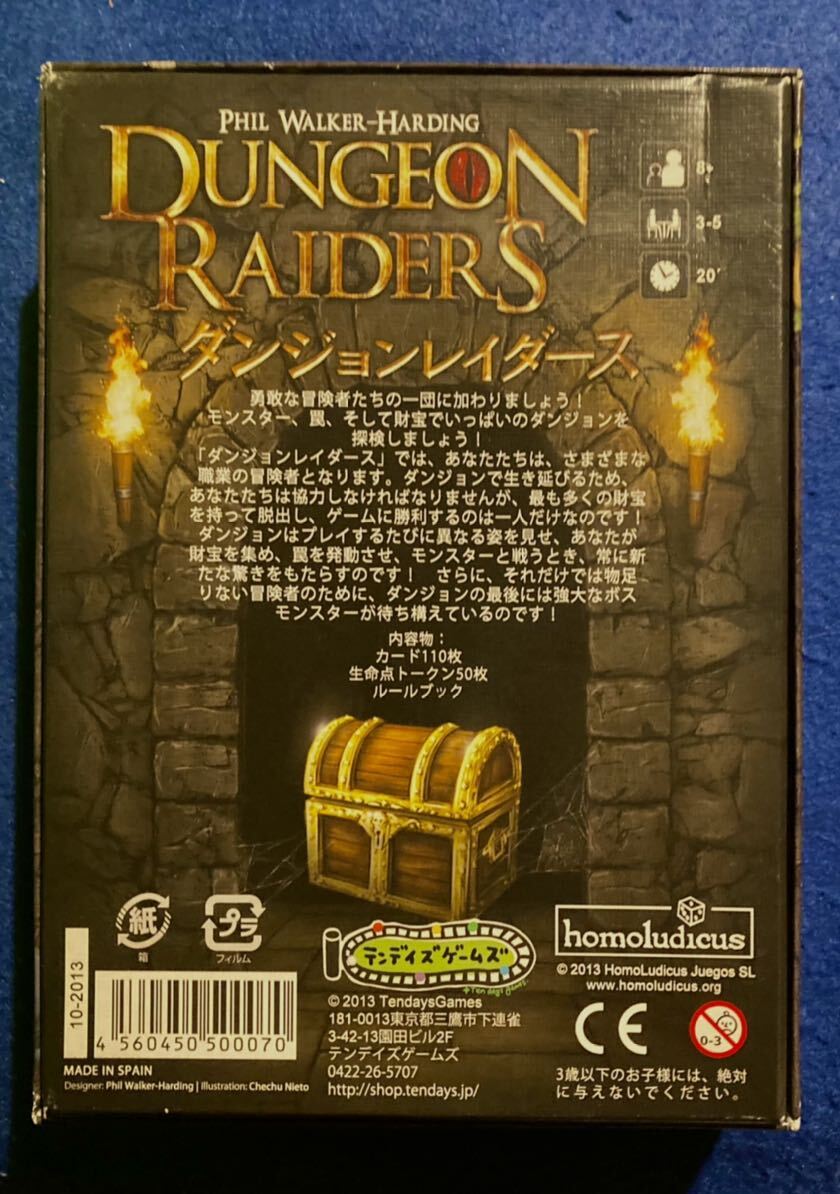 PHIL WALKER-HARDING
DUNGEON
RAIDERS
8+
3-5
20'
ダンジョンレイダース
勇敢な冒険者たちの一団に加わりましょう！
モンスター、罠、そして財宝でいっぱいのダンジョンを
探検しましょう！
「ダンジョンレイダース」では、あなたたちは、さまざまな
職業の冒険者となります。ダンジョンで生き延びるため、
あなたたちは協力しなければなりませんが、最も多くの財宝
を持って脱出し、ゲームに勝利するのは一人だけなのです！
ダンジョンはプレイするたびに異なる姿を見せ、あなたが
財宝を集め、罠を発動させ、モンスターと戦うとき、常に新
たな驚きをもたらすのです！　さらに、それだけでは物足
りない冒険者のために、ダンジョンの最後には強大なボス
モンスターが待ち構えているのです！
内容物：
カード110枚
生命点トークン50枚
ルールブック
紙
箱
プラ
フィルム
10-2013
4 560450 500070
MADE IN SPAIN
Designer: Phil Walker-Harding | Illustration: Chechu Nieto
テンデイズゲームズ
Ten days games.
© 2013 TendaysGames
181-0013東京都三鷹市下連雀
3-42-13園田ビル2F
テンデイズゲームズ
0422-26-5707
http://shop.tendays.jp/
homoludicus
© 2013 HomoLudicus Juegos SL
www.homoludicus.org
CE
0-3
3歳以下のお子様には、絶対
に与えないでください。